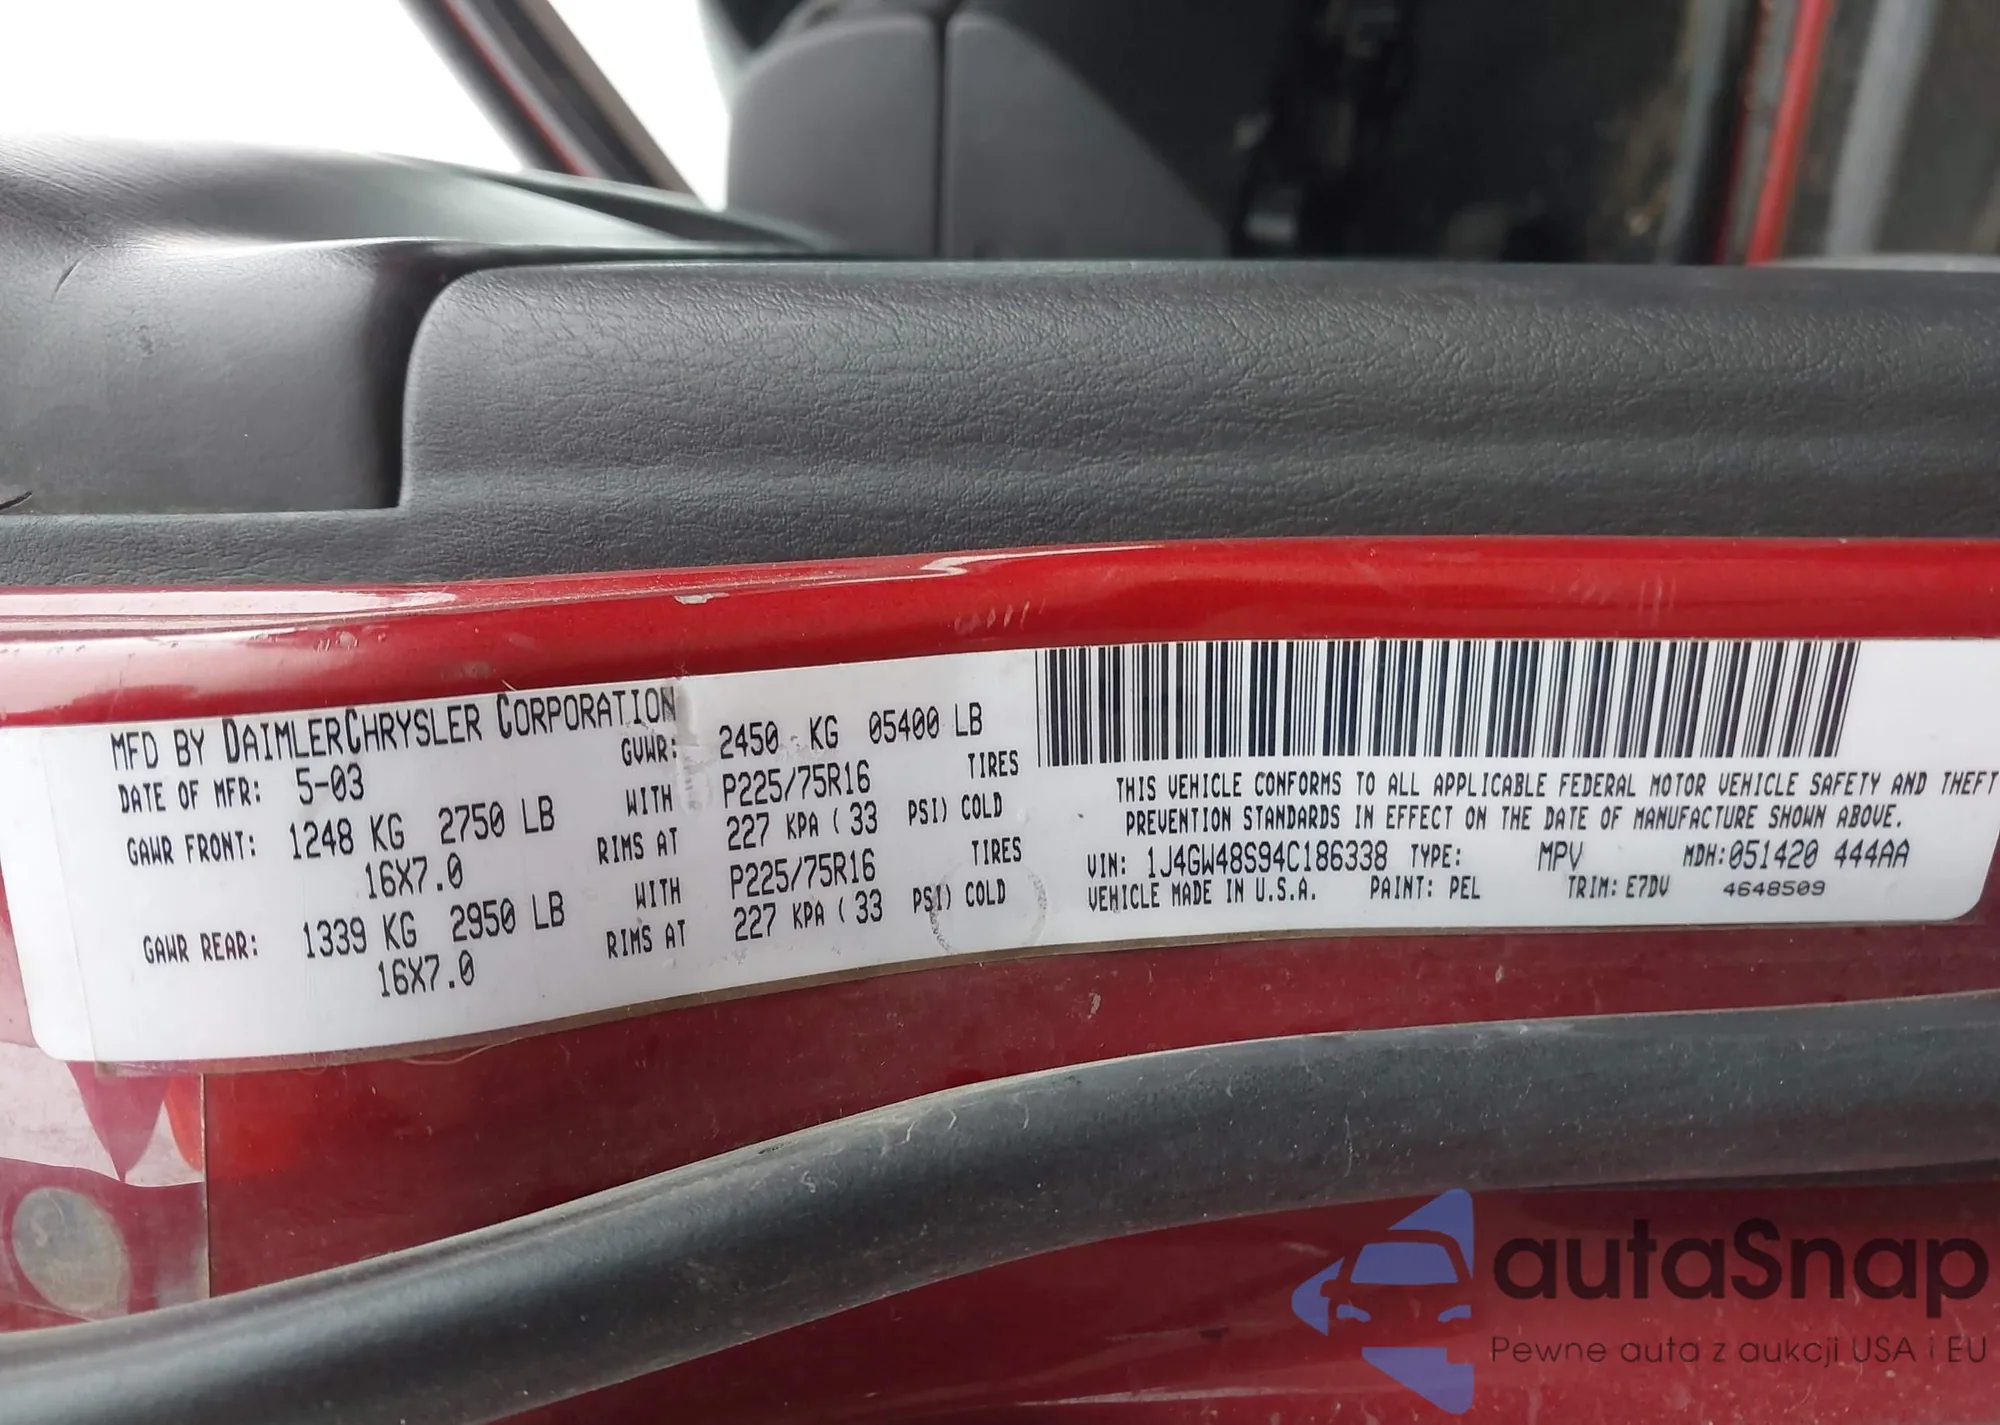 MFD BY DAIMLERCHRYSLER CORPORATION
DATE OF MFR: 5-03 GVWR: 2450 KG 05400 LB
GAWR FRONT: 1248 KG 2750 LB WITH P225/75R16 TIRES
16X7.0 RIMS AT 227 KPA ( 33 PSI) COLD
GAWR REAR: 1339 KG 2950 LB WITH P225/75R16 TIRES
16X7.0 RIMS AT 227 KPA ( 33 PSI) COLD
THIS VEHICLE CONFORMS TO ALL APPLICABLE FEDERAL MOTOR VEHICLE SAFETY AND THEFT
PREVENTION STANDARDS IN EFFECT ON THE DATE OF MANUFACTURE SHOWN ABOVE.
VIN: 1J4GW48S94C186338 TYPE: MPV MDH:051420 444AA
VEHICLE MADE IN U.S.A. PAINT: PEL TRIM: E7DV 4648509
autaSnap
Pewne auta z aukcji USA i EU